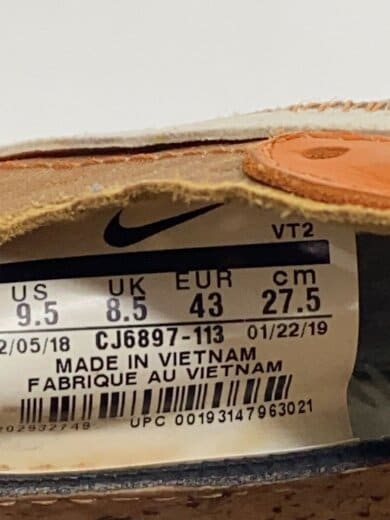 VT2
US UK EUR cm
9.5 8.5 43 27.5
2/05/18 CJ6897-113 01/22/19
MADE IN VIETNAM
FABRIQUE AU VIETNAM
202932749 UPC 00193147963021